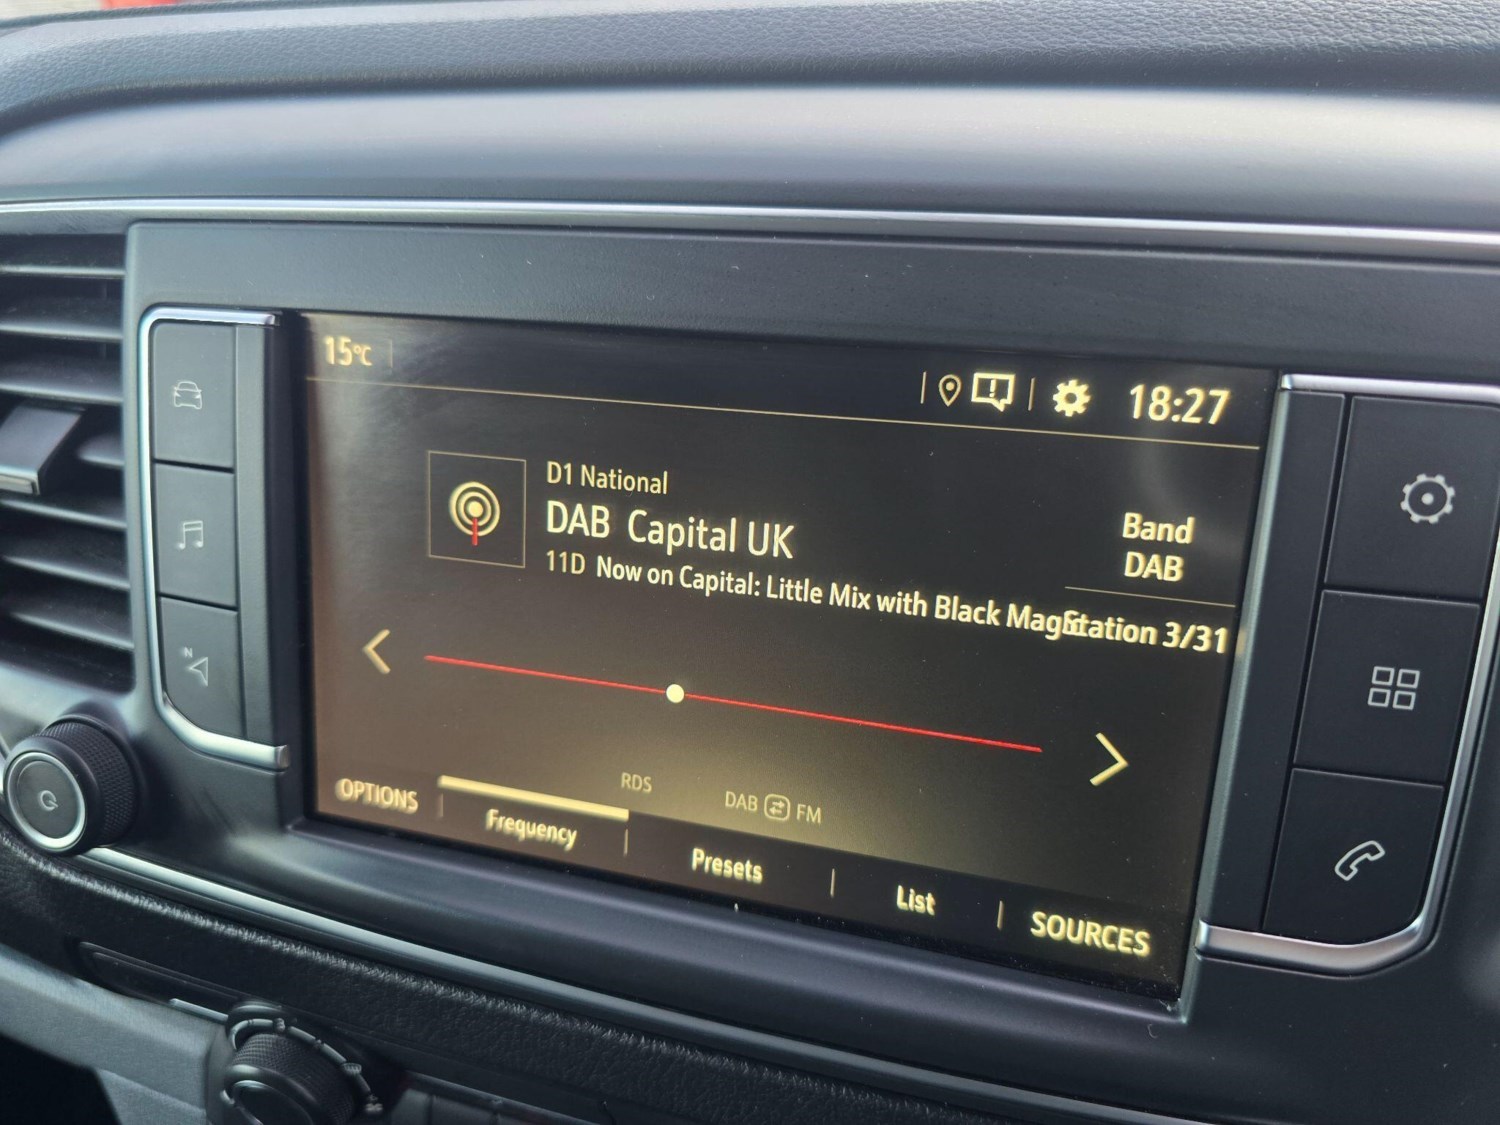 15°C
18:27
D1 National
DAB Capital UK
11D Now on Capital: Little Mix with Black Magic
Band
DAB
Station 3/31
N
RDS
DAB FM
OPTIONS
Frequency
Presets
List
SOURCES